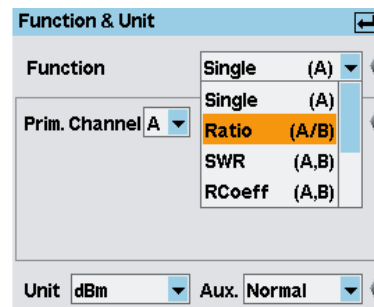 Function & Unit
Function Single (A)
Single (A)
Prim. Channel A
Ratio (A/B)
SWR (A,B)
RCoeff (A,B)
Unit dBm Aux. Normal